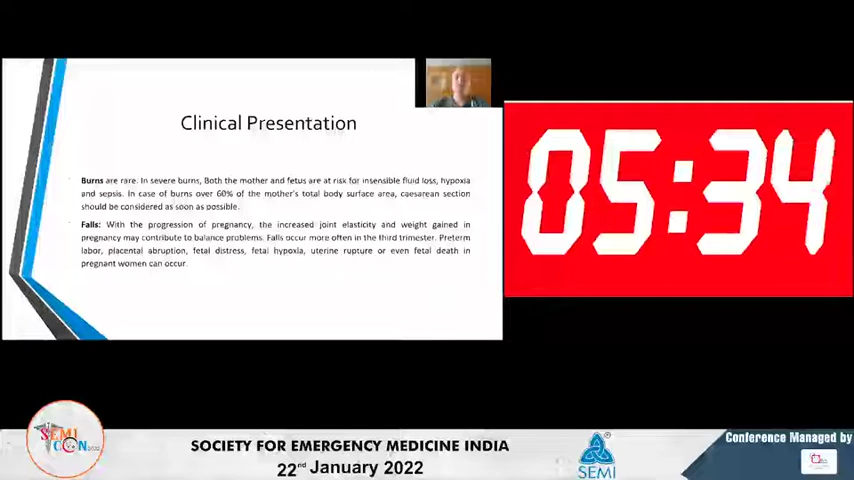 Clinical Presentation
Burns are rare. In severe burns, Both the mother and fetus are at risk for insensible fluid loss, hypoxia
and sepsis. In case of burns over 60% of the mother's total body surface area, caesarean section
should be considered as soon as possible.
Falls: With the progression of pregnancy, the increased joint elasticity and weight gained in
pregnancy may contribute to balance problems. Falls occur more often in the third trimester. Preterm
labor, placental abruption, fetal distress, fetal hypoxia, uterine rupture or even fetal death in
pregnant women can occur.
05:34
SEMI
CON
SOCIETY FOR EMERGENCY MEDICINE INDIA
22nd January 2022
SEMI
Conference Managed by